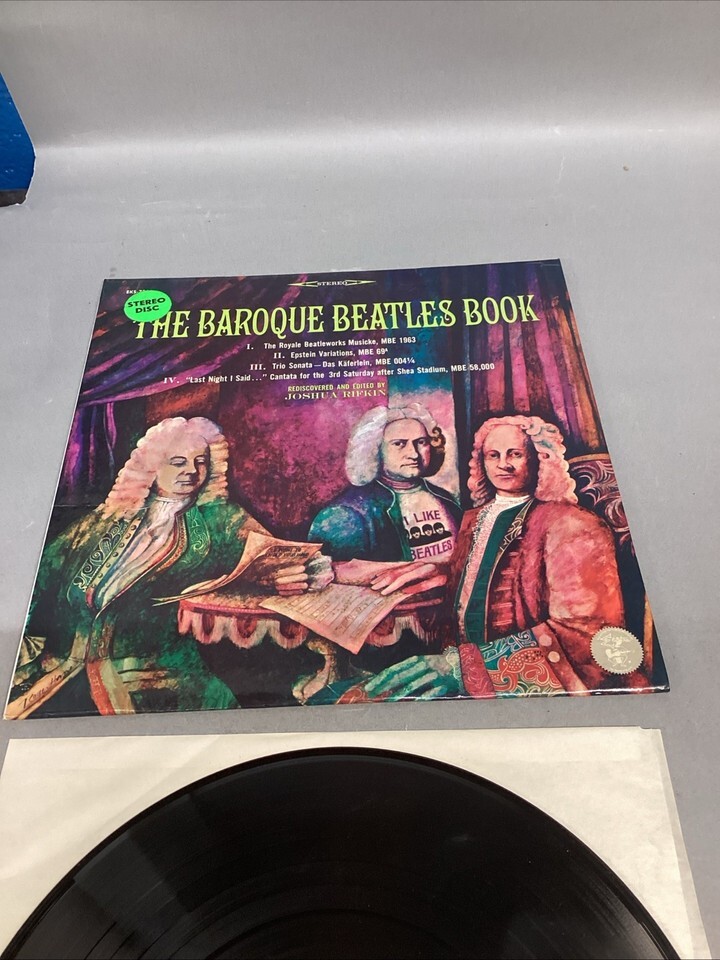 STEREO
EKS-
STEREO
DISC
THE BAROQUE BEATLES BOOK
I. The Royale Beatleworks Musicke, MBE 1963
II. Epstein Variations, MBE 69ᴬ
III. Trio Sonata — Das Käferlein, MBE 004¼
IV. "Last Night I Said..." Cantata for the 3rd Saturday after Shea Stadium, MBE 58,000
REDISCOVERED AND EDITED BY
JOSHUA RIFKIN
I LIKE
BEATLES